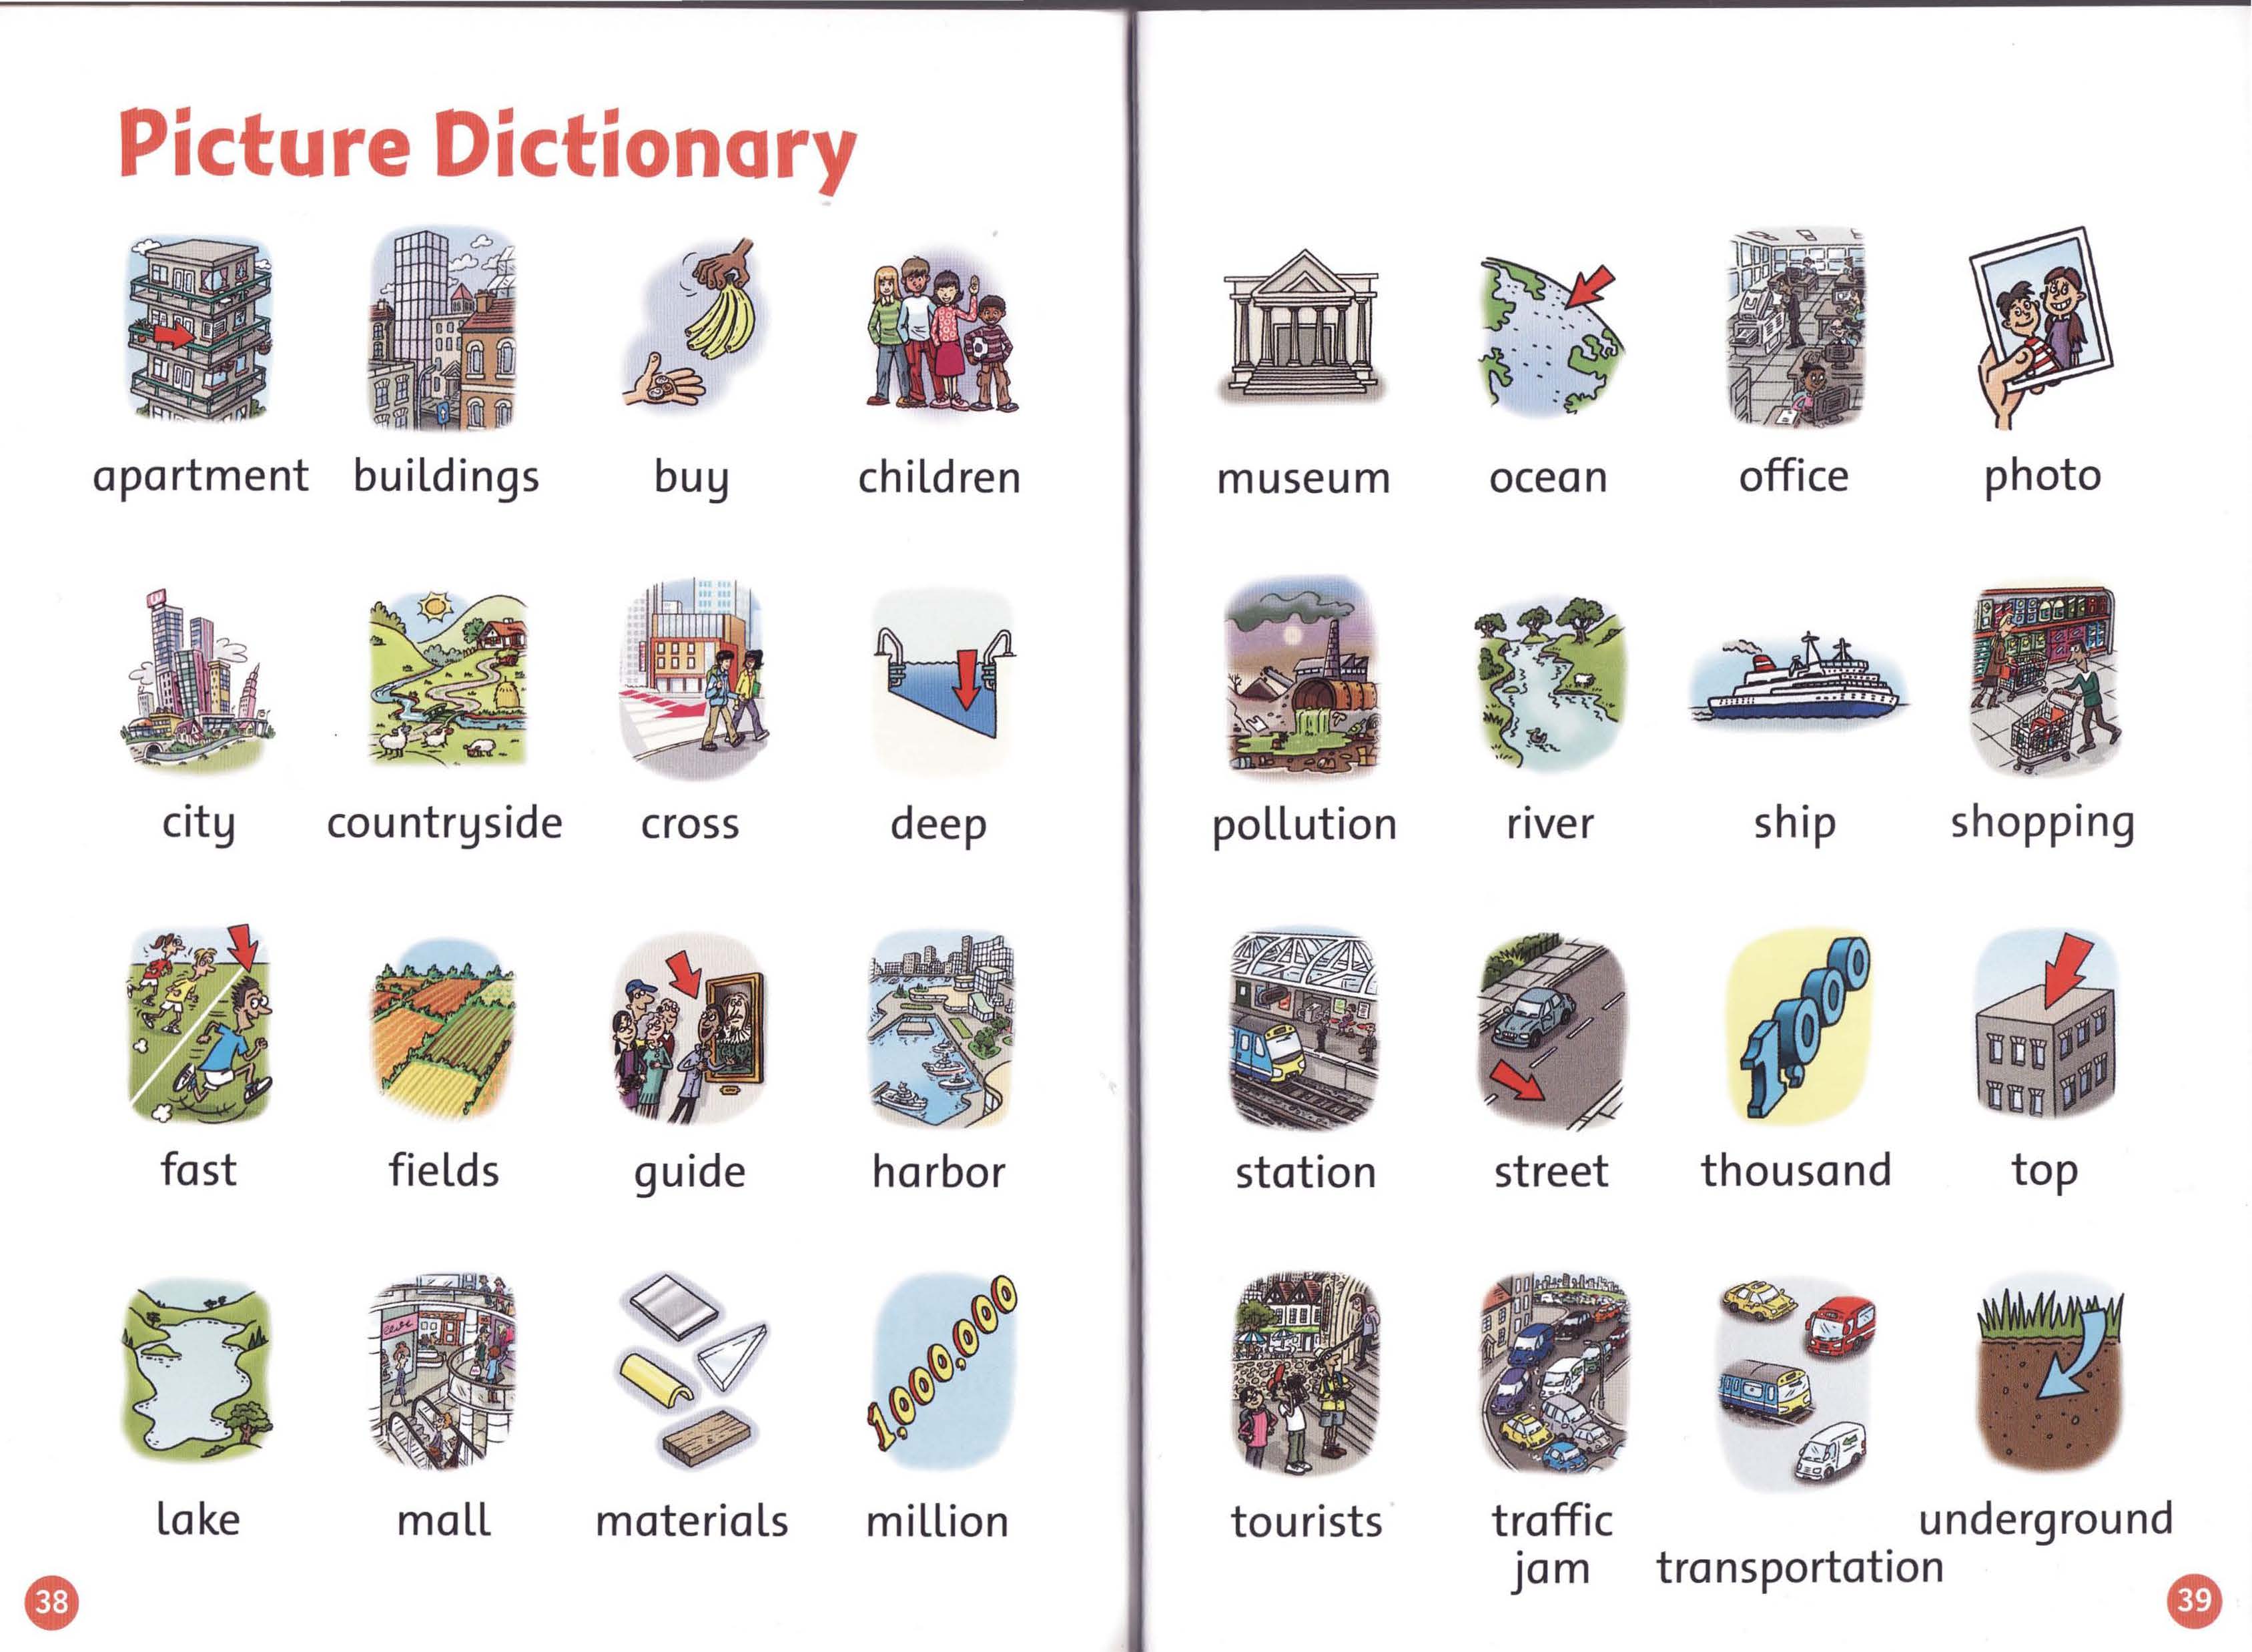 Picture Dictionary
apartment buildings buy children
city countryside cross deep
fast fields guide harbor
lake mall materials million
1,000,000
38
museum ocean office photo
pollution river ship shopping
1,000
station street thousand top
tourists traffic jam transportation underground
39